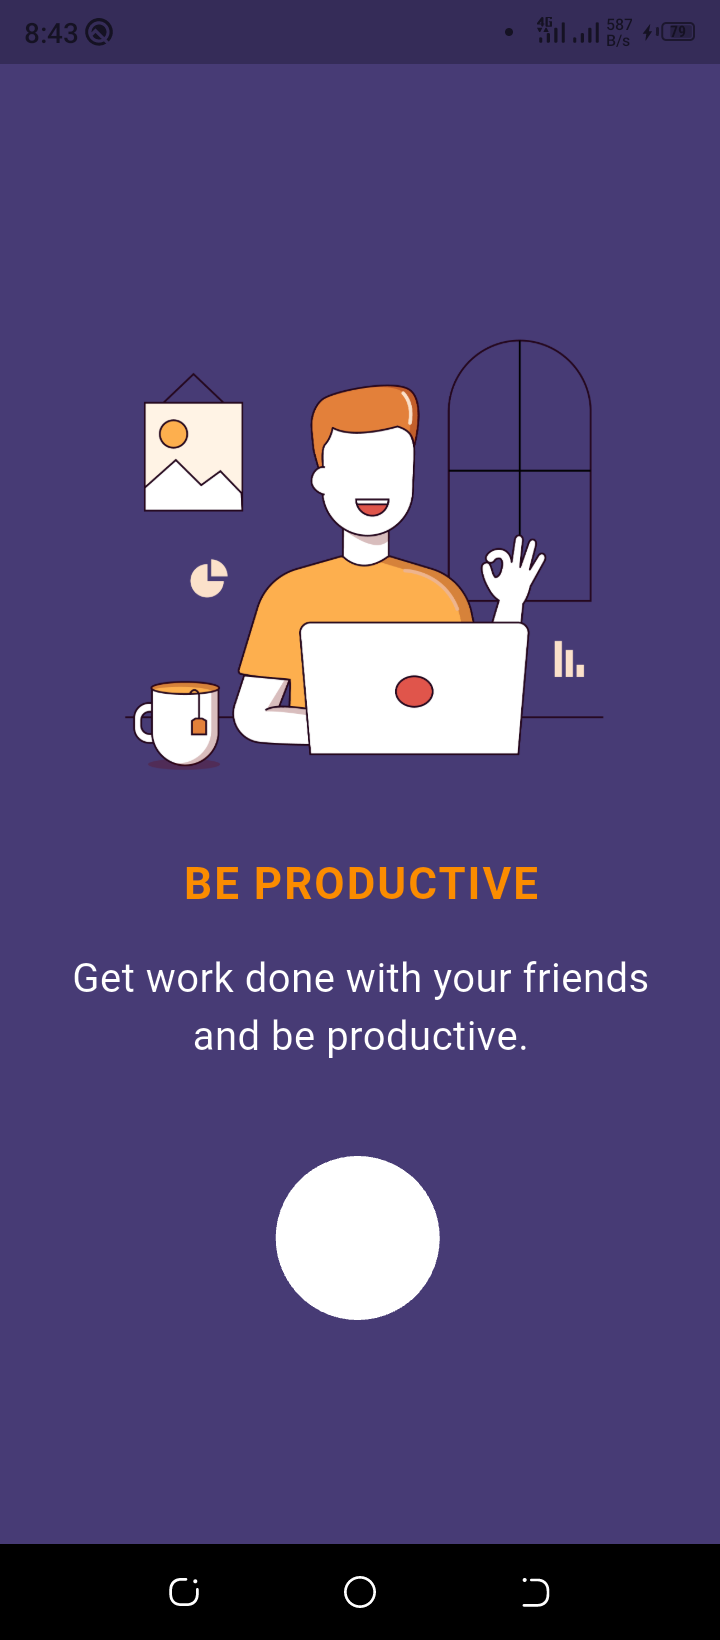 8:43
4G
587
B/s
79
BE PRODUCTIVE
Get work done with your friends
and be productive.